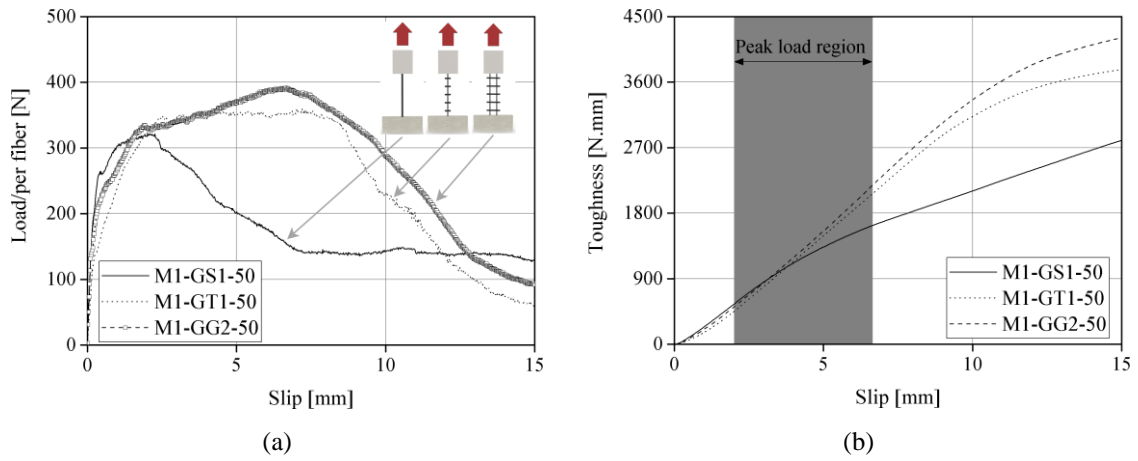 500
400
300
200
100
0
Load/per fiber [N]
M1-GS1-50
M1-GT1-50
M1-GG2-50
0 5 10 15
Slip [mm]
(a)
4500
3600
2700
1800
900
0
Toughness [N.mm]
Peak load region
M1-GS1-50
M1-GT1-50
M1-GG2-50
0 5 10 15
Slip [mm]
(b)